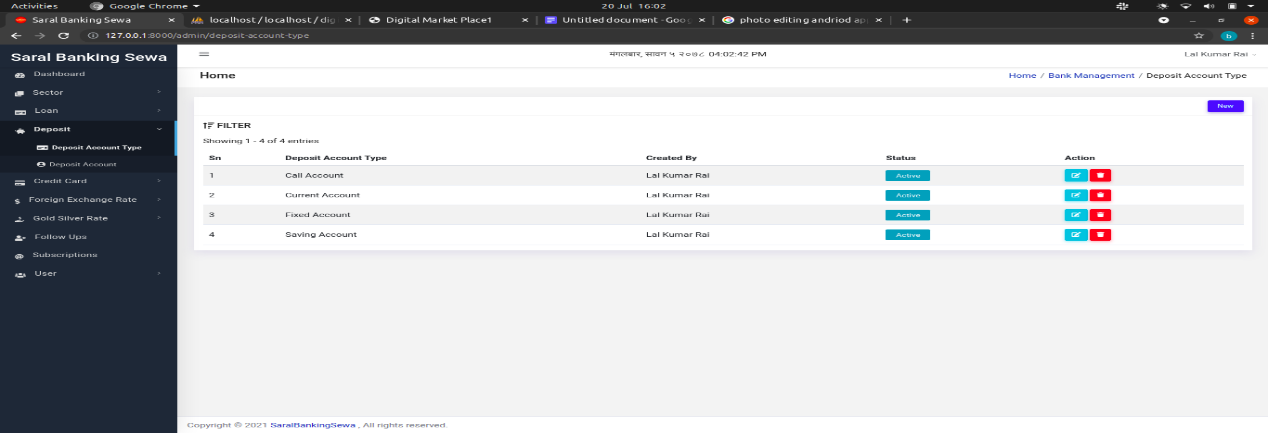 Activities Google Chrome 20 Jul 16:02
Saral Banking Sewa localhost / localhost / dig Digital Market Place1 Untitled document - Goog photo editing andriod ap
127.0.0.1:8000/admin/deposit-account-type b
Saral Banking Sewa मंगलबार, सावन ५ २०७८ 04:02:42 PM Lal Kumar Rai
Home Home / Bank Management / Deposit Account Type
Dashboard
Sector
Loan
Deposit
Deposit Account Type
Deposit Account
Credit Card
Foreign Exchange Rate
Gold Silver Rate
Follow Ups
Subscriptions
User
New
FILTER
Showing 1 - 4 of 4 entries
Sn Deposit Account Type Created By Status Action
1 Call Account Lal Kumar Rai Active
2 Current Account Lal Kumar Rai Active
3 Fixed Account Lal Kumar Rai Active
4 Saving Account Lal Kumar Rai Active
Copyright © 2021 SaralBankingSewa , All rights reserved.